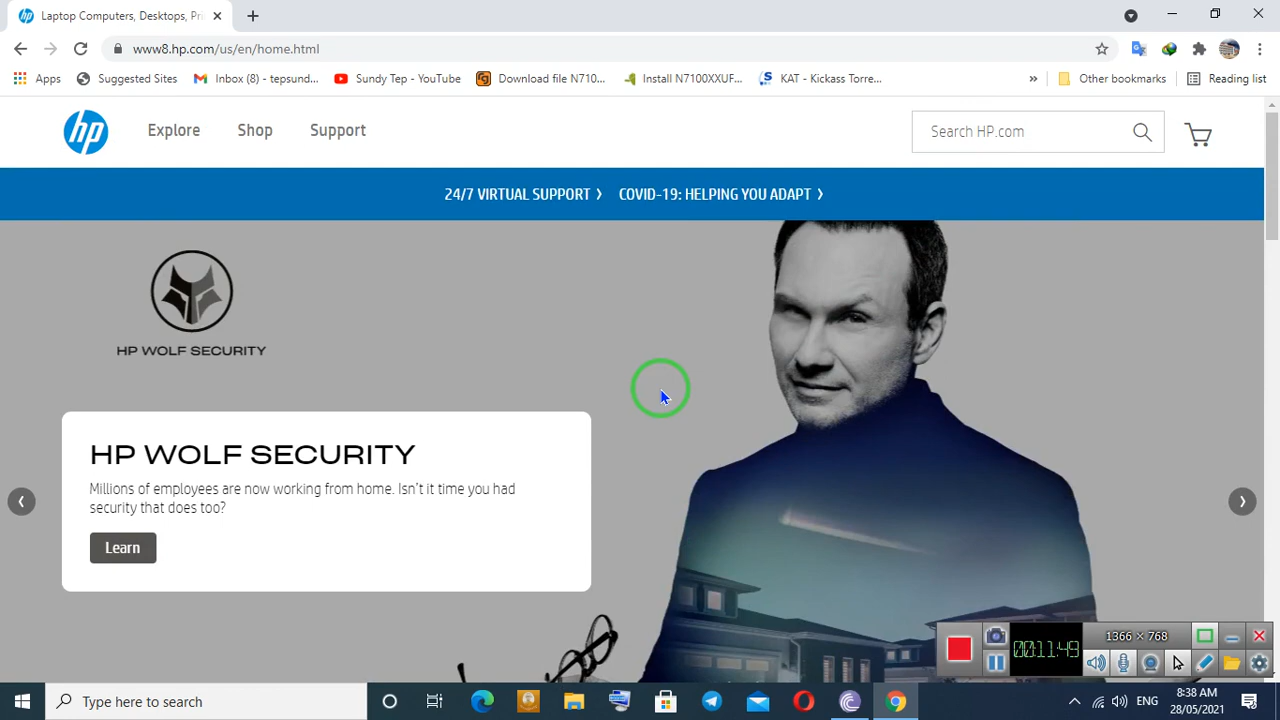 Laptop Computers, Desktops, Pri
www8.hp.com/us/en/home.html
Apps
Suggested Sites
Inbox (8) - tepsund...
Sundy Tep - YouTube
Download file N710...
Install N7100XXUF...
KAT - Kickass Torre...
»
Other bookmarks
Reading list
hp
Explore
Shop
Support
Search HP.com
24/7 VIRTUAL SUPPORT ›
COVID-19: HELPING YOU ADAPT ›
HP WOLF SECURITY
HP WOLF SECURITY
Millions of employees are now working from home. Isn't it time you had
security that does too?
Learn
1366 × 768
00:11:49
Type here to search
ENG
8:38 AM
28/05/2021